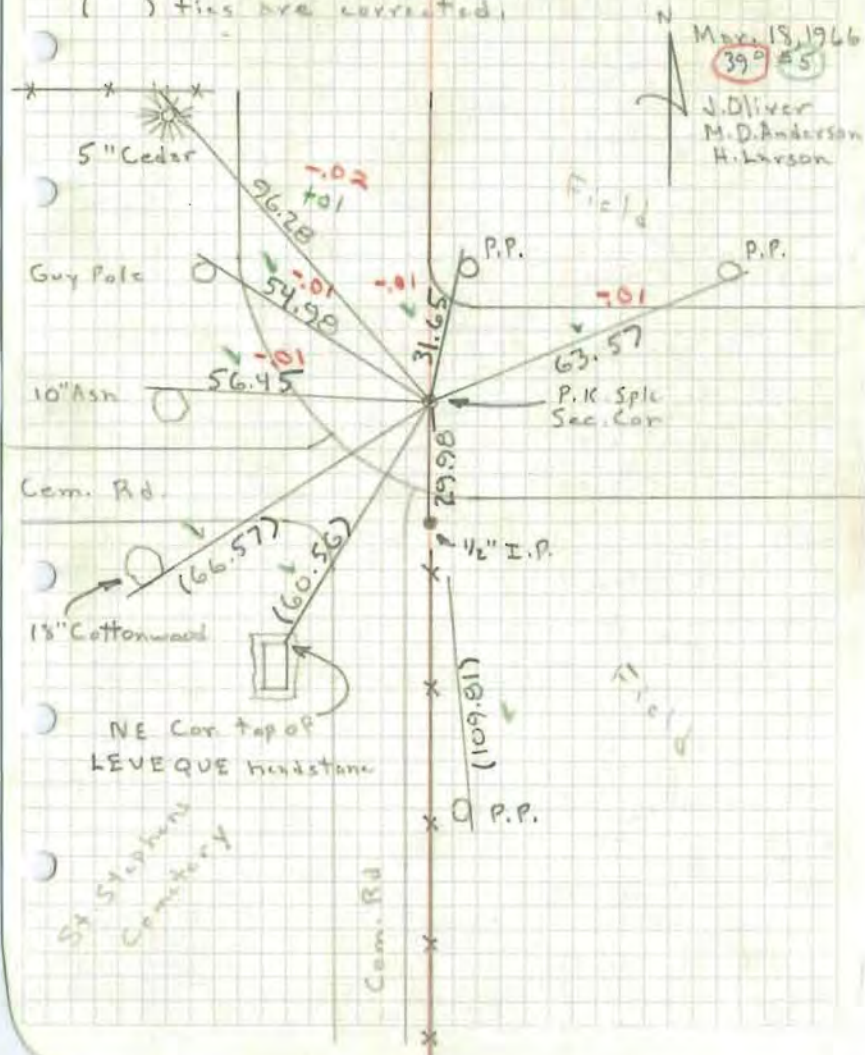 ( ) ties are corrected.
N
Mar. 18, 1966
39° #5
J. Oliver
M. D. Anderson
H. Larson
5" Cedar
-.02
+01
96.28
Field
P.P.
P.P.
Guy Pole
-.01
54.98
-.01
31.65
-.01
63.57
10" Ash
-.01
56.45
P.K. Spk
Sec. Cor
29.98
Cem. Rd.
1/2" I.P.
(66.57)
(60.56)
18" Cottonwood
NE Cor. top of
LEVEQUE headstone
(109.81)
Field
P.P.
St. Stephens
Cemetery
Cem. Rd